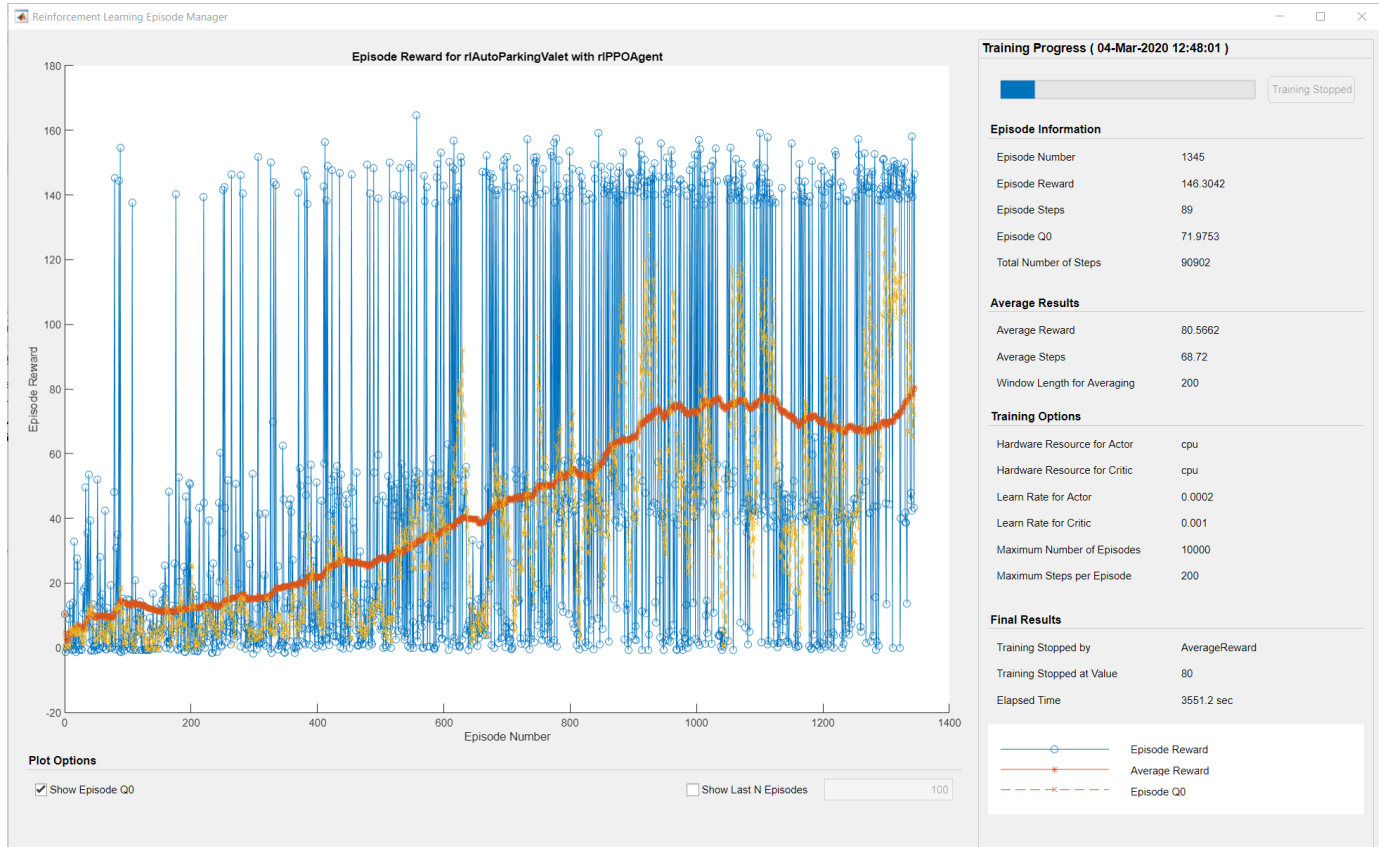 Reinforcement Learning Episode Manager
Episode Reward for rlAutoParkingValet with rlPPOAgent
180
160
140
120
100
80
60
40
20
0
-20
Episode Reward
0 200 400 600 800 1000 1200 1400
Episode Number
Plot Options
Show Episode Q0
Show Last N Episodes 100
Training Progress ( 04-Mar-2020 12:48:01 )
Training Stopped
Episode Information
Episode Number 1345
Episode Reward 146.3042
Episode Steps 89
Episode Q0 71.9753
Total Number of Steps 90902
Average Results
Average Reward 80.5662
Average Steps 68.72
Window Length for Averaging 200
Training Options
Hardware Resource for Actor cpu
Hardware Resource for Critic cpu
Learn Rate for Actor 0.0002
Learn Rate for Critic 0.001
Maximum Number of Episodes 10000
Maximum Steps per Episode 200
Final Results
Training Stopped by AverageReward
Training Stopped at Value 80
Elapsed Time 3551.2 sec
Episode Reward
Average Reward
Episode Q0